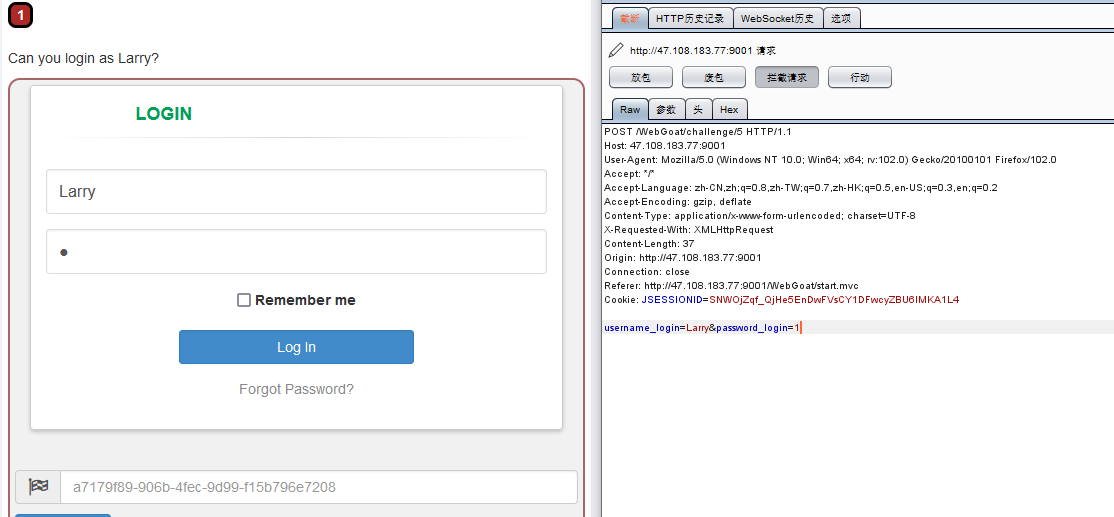 1
Can you login as Larry?
LOGIN
Larry
●
Remember me
Log In
Forgot Password?
a7179f89-906b-4fec-9d99-f15b796e7208
截断 HTTP历史记录 WebSocket历史 选项
http://47.108.183.77:9001 请求
放包 废包 拦截请求 行动
Raw 参数 头 Hex
POST /WebGoat/challenge/5 HTTP/1.1
Host: 47.108.183.77:9001
User-Agent: Mozilla/5.0 (Windows NT 10.0; Win64; x64; rv:102.0) Gecko/20100101 Firefox/102.0
Accept: */*
Accept-Language: zh-CN,zh;q=0.8,zh-TW;q=0.7,zh-HK;q=0.5,en-US;q=0.3,en;q=0.2
Accept-Encoding: gzip, deflate
Content-Type: application/x-www-form-urlencoded; charset=UTF-8
X-Requested-With: XMLHttpRequest
Content-Length: 37
Origin: http://47.108.183.77:9001
Connection: close
Referer: http://47.108.183.77:9001/WebGoat/start.mvc
Cookie: JSESSIONID=SNWOjZqf_QjHe5EnDwFVsCY1DFwcyZBU6IMKA1L4
username_login=Larry&password_login=1